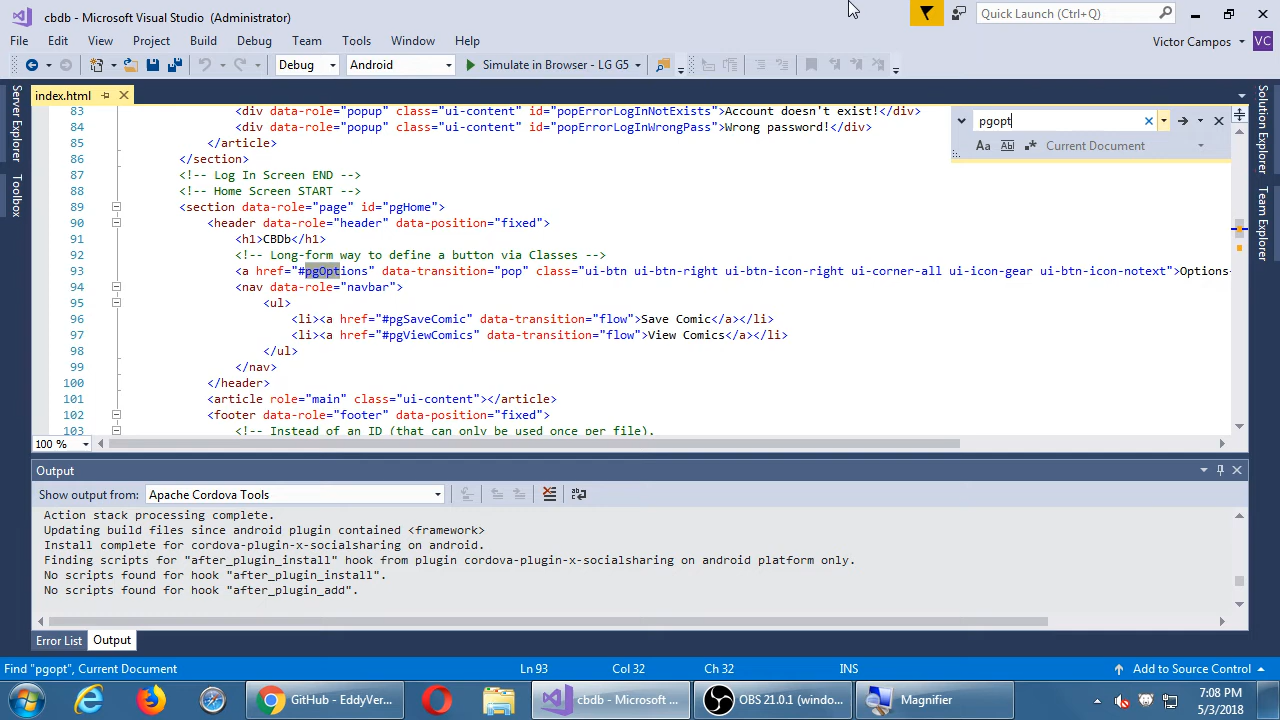 cbdb - Microsoft Visual Studio (Administrator)
Quick Launch (Ctrl+Q)
File Edit View Project Build Debug Team Tools Window Help
Victor Campos VC
Debug Android Simulate in Browser - LG G5
index.html
Server Explorer
Toolbox
Solution Explorer
Team Explorer
pgopt
Aa Ab Current Document
83 <div data-role="popup" class="ui-content" id="popErrorLogInNotExists">Account doesn't exist!</div>
84 <div data-role="popup" class="ui-content" id="popErrorLogInWrongPass">Wrong password!</div>
85 </article>
86 </section>
87 <!-- Log In Screen END -->
88 <!-- Home Screen START -->
89 <section data-role="page" id="pgHome">
90 <header data-role="header" data-position="fixed">
91 <h1>CBDb</h1>
92 <!-- Long-form way to define a button via Classes -->
93 <a href="#pgOptions" data-transition="pop" class="ui-btn ui-btn-right ui-btn-icon-right ui-corner-all ui-icon-gear ui-btn-icon-notext">Options
94 <nav data-role="navbar">
95 <ul>
96 <li><a href="#pgSaveComic" data-transition="flow">Save Comic</a></li>
97 <li><a href="#pgViewComics" data-transition="flow">View Comics</a></li>
98 </ul>
99 </nav>
100 </header>
101 <article role="main" class="ui-content"></article>
102 <footer data-role="footer" data-position="fixed">
103 <!-- Instead of an ID (that can only be used once per file).
100 %
Output
Show output from: Apache Cordova Tools
Action stack processing complete.
Updating build files since android plugin contained <framework>
Install complete for cordova-plugin-x-socialsharing on android.
Finding scripts for "after_plugin_install" hook from plugin cordova-plugin-x-socialsharing on android platform only.
No scripts found for hook "after_plugin_install".
No scripts found for hook "after_plugin_add".
Error List Output
Find "pgopt", Current Document Ln 93 Col 32 Ch 32 INS Add to Source Control
GitHub - EddyVer... cbdb - Microsoft ... OBS 21.0.1 (windo... Magnifier
7:08 PM
5/3/2018